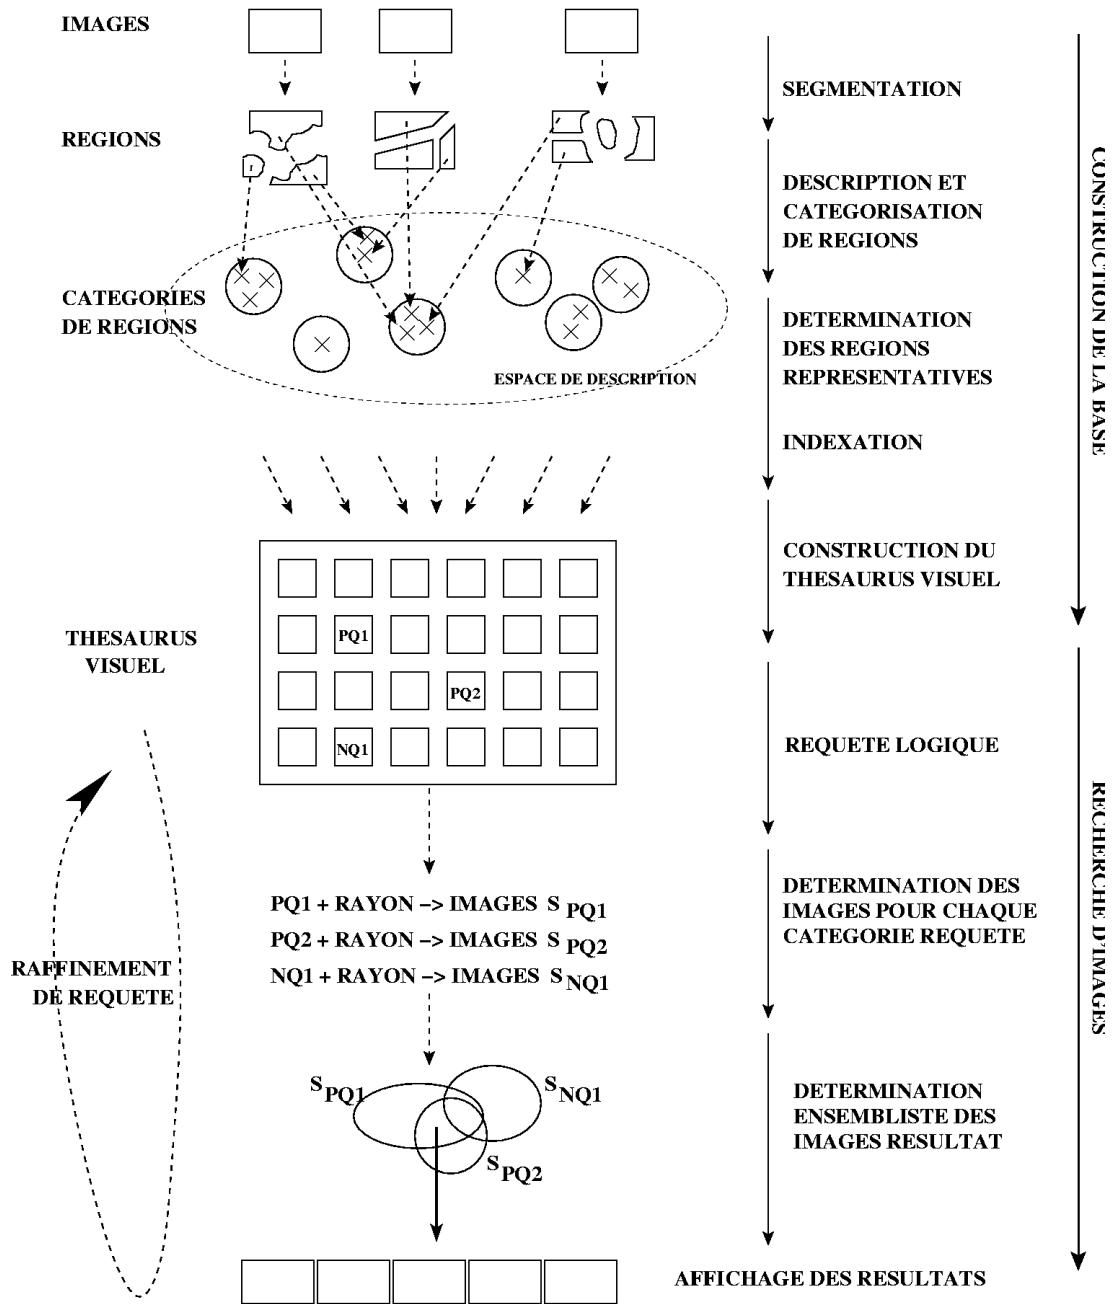 IMAGES
SEGMENTATION
REGIONS
DESCRIPTION ET
CATEGORISATION
DE REGIONS
CATEGORIES
DE REGIONS
ESPACE DE DESCRIPTION
DETERMINATION
DES REGIONS
REPRESENTATIVES
INDEXATION
CONSTRUCTION DE LA BASE
CONSTRUCTION DU
THESAURUS VISUEL
THESAURUS
VISUEL
PQ1
PQ2
NQ1
REQUETE LOGIQUE
PQ1 + RAYON –> IMAGES S PQ1
PQ2 + RAYON –> IMAGES S PQ2
NQ1 + RAYON –> IMAGES S NQ1
DETERMINATION DES
IMAGES POUR CHAQUE
CATEGORIE REQUETE
RAFFINEMENT
DE REQUETE
RECHERCHE D'IMAGES
S PQ1
S NQ1
S PQ2
DETERMINATION
ENSEMBLISTE DES
IMAGES RESULTAT
AFFICHAGE DES RESULTATS